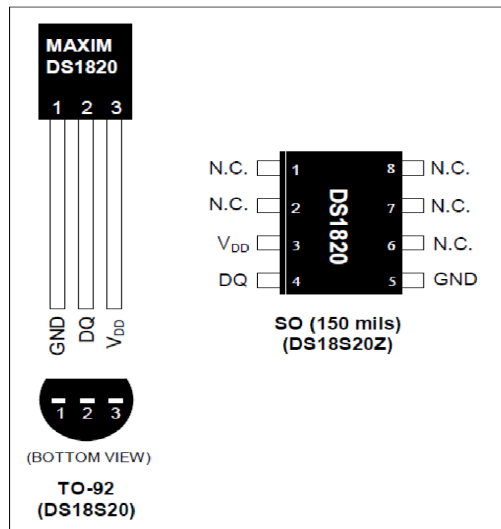 MAXIM
DS1820
1 2 3
GND DQ VDD
1 2 3
(BOTTOM VIEW)
TO-92
(DS18S20)
N.C. 1 8 N.C.
N.C. 2 7 N.C.
VDD 3 6 N.C.
DQ 4 5 GND
DS1820
SO (150 mils)
(DS18S20Z)